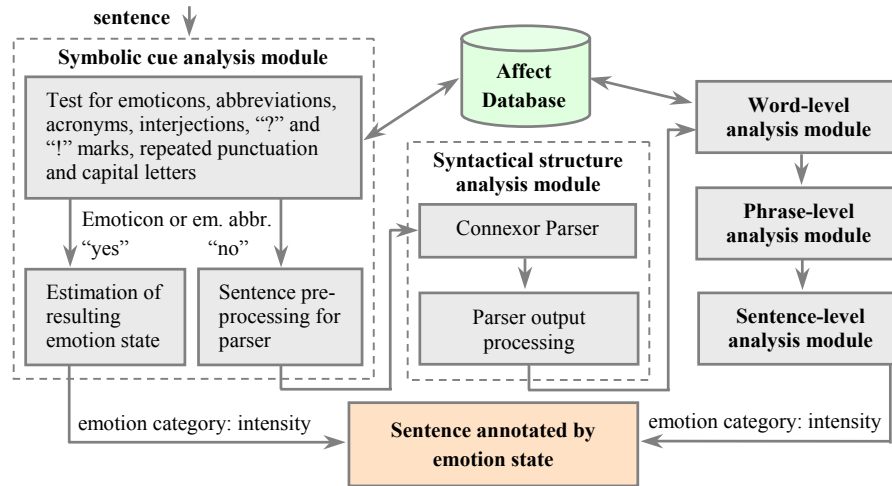 sentence
Symbolic cue analysis module
Test for emoticons, abbreviations,
acronyms, interjections, “?” and
“!” marks, repeated punctuation
and capital letters
Emoticon or em. abbr.
“yes” “no”
Estimation of
resulting
emotion state
Sentence pre-
processing for
parser
Affect
Database
Syntactical structure
analysis module
Connexor Parser
Parser output
processing
Word-level
analysis module
Phrase-level
analysis module
Sentence-level
analysis module
emotion category: intensity
Sentence annotated by
emotion state
emotion category: intensity